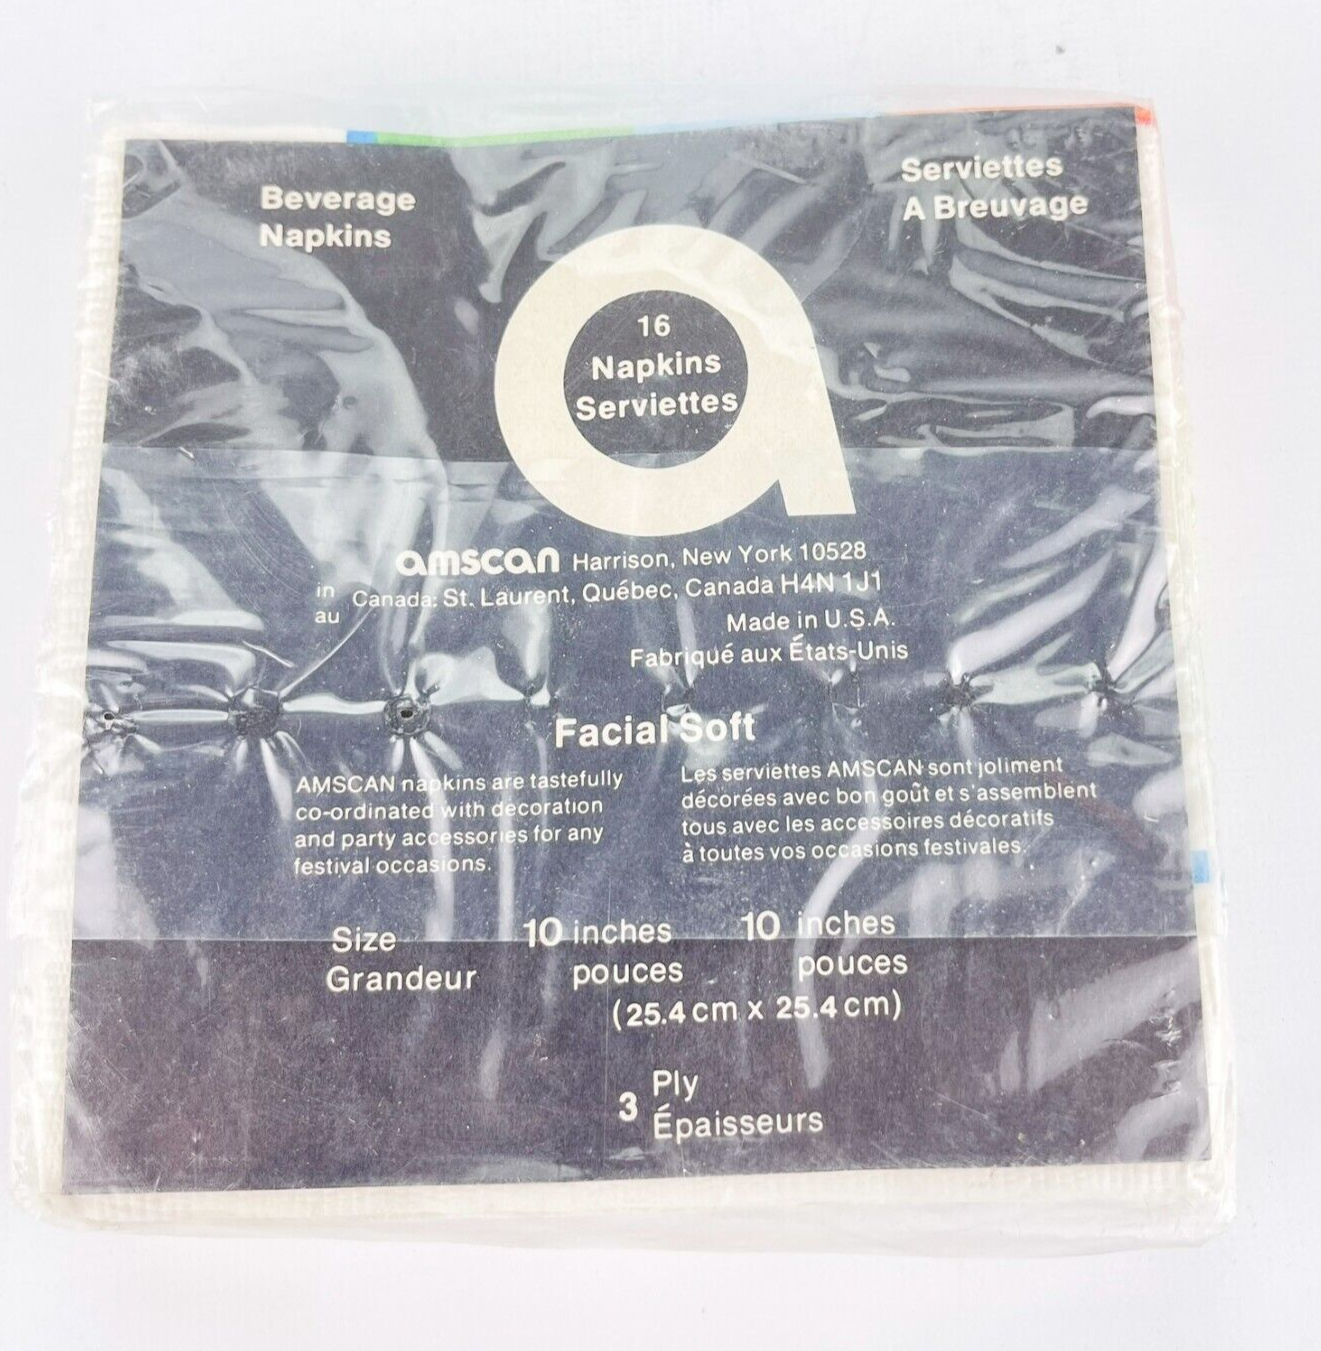 Beverage
Napkins
Serviettes
A Breuvage
16
Napkins
Serviettes
amscan Harrison, New York 10528
in
au
Canada: St. Laurent, Québec, Canada H4N 1J1
Made in U.S.A.
Fabriqué aux États-Unis
Facial Soft
AMSCAN napkins are tastefully
co-ordinated with decoration
and party accessories for any
festival occasions.
Les serviettes AMSCAN sont joliment
décorées avec bon goût et s'assemblent
tous avec les accessoires décoratifs
à toutes vos occasions festivales.
Size 10 inches 10 inches
Grandeur pouces pouces
(25.4 cm x 25.4 cm)
3 Ply
Épaisseurs